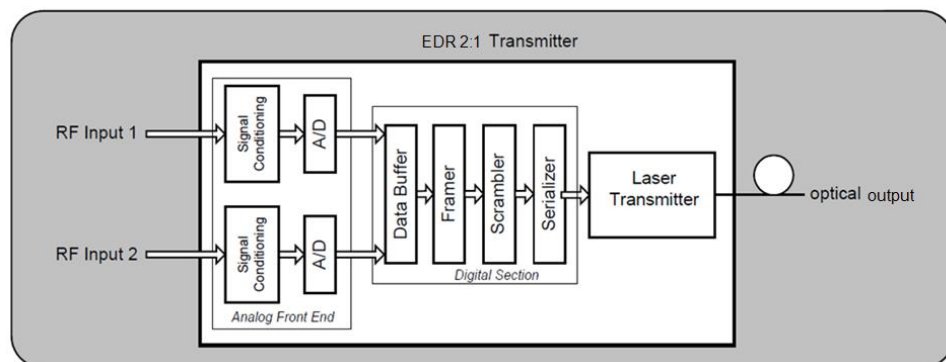 EDR 2:1 Transmitter
RF Input 1
Signal
Conditioning
A/D
RF Input 2
Signal
Conditioning
A/D
Analog Front End
Data Buffer
Framer
Scrambler
Serializer
Digital Section
Laser
Transmitter
optical output